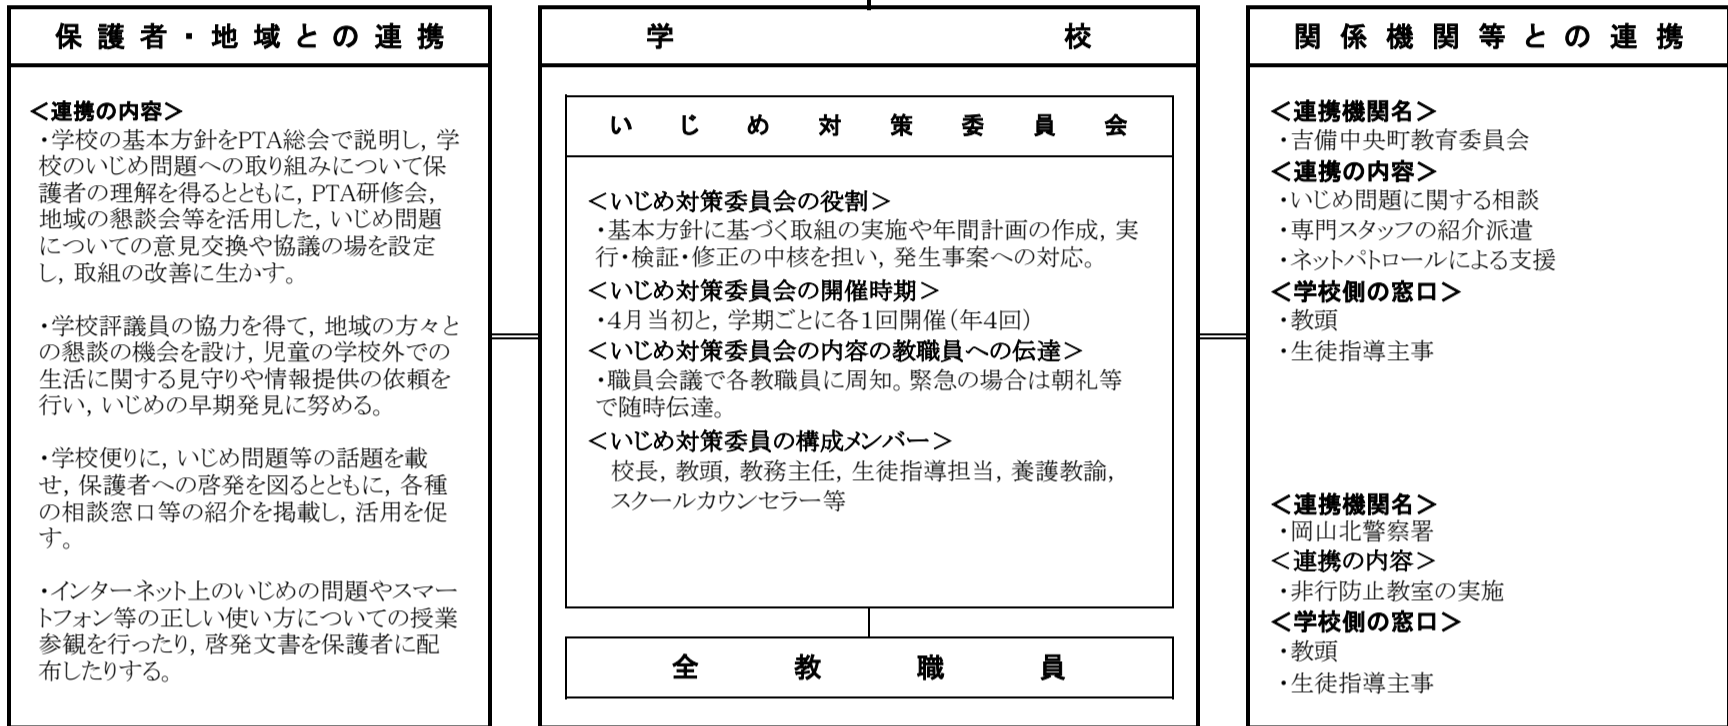 保護者・地域との連携
<連携の内容>
・学校の基本方針をPTA総会で説明し，学
校のいじめ問題への取り組みについて保
護者の理解を得るとともに，PTA研修会，
地域の懇談会等を活用した，いじめ問題
についての意見交換や協議の場を設定
し，取組の改善に生かす。
・学校評議員の協力を得て，地域の方々と
の懇談の機会を設け，児童の学校外での
生活に関する見守りや情報提供の依頼を
行い，いじめの早期発見に努める。
・学校便りに，いじめ問題等の話題を載
せ，保護者への啓発を図るとともに，各種
の相談窓口等の紹介を掲載し，活用を促
す。
・インターネット上のいじめの問題やスマー
トフォン等の正しい使い方についての授業
参観を行ったり，啓発文書を保護者に配
布したりする。
学校
いじめ対策委員会
<いじめ対策委員会の役割>
・基本方針に基づく取組の実施や年間計画の作成，実
行・検証・修正の中核を担い，発生事案への対応。
<いじめ対策委員会の開催時期>
・4月当初と，学期ごとに各1回開催（年4回）
<いじめ対策委員会の内容の教職員への伝達>
・職員会議で各教職員に周知。緊急の場合は朝礼等
で随時伝達。
<いじめ対策委員の構成メンバー>
校長，教頭，教務主任，生徒指導担当，養護教諭，
スクールカウンセラー等
全教職員
関係機関等との連携
<連携機関名>
・吉備中央町教育委員会
<連携の内容>
・いじめ問題に関する相談
・専門スタッフの紹介派遣
・ネットパトロールによる支援
<学校側の窓口>
・教頭
・生徒指導主事
<連携機関名>
・岡山北警察署
<連携の内容>
・非行防止教室の実施
<学校側の窓口>
・教頭
・生徒指導主事